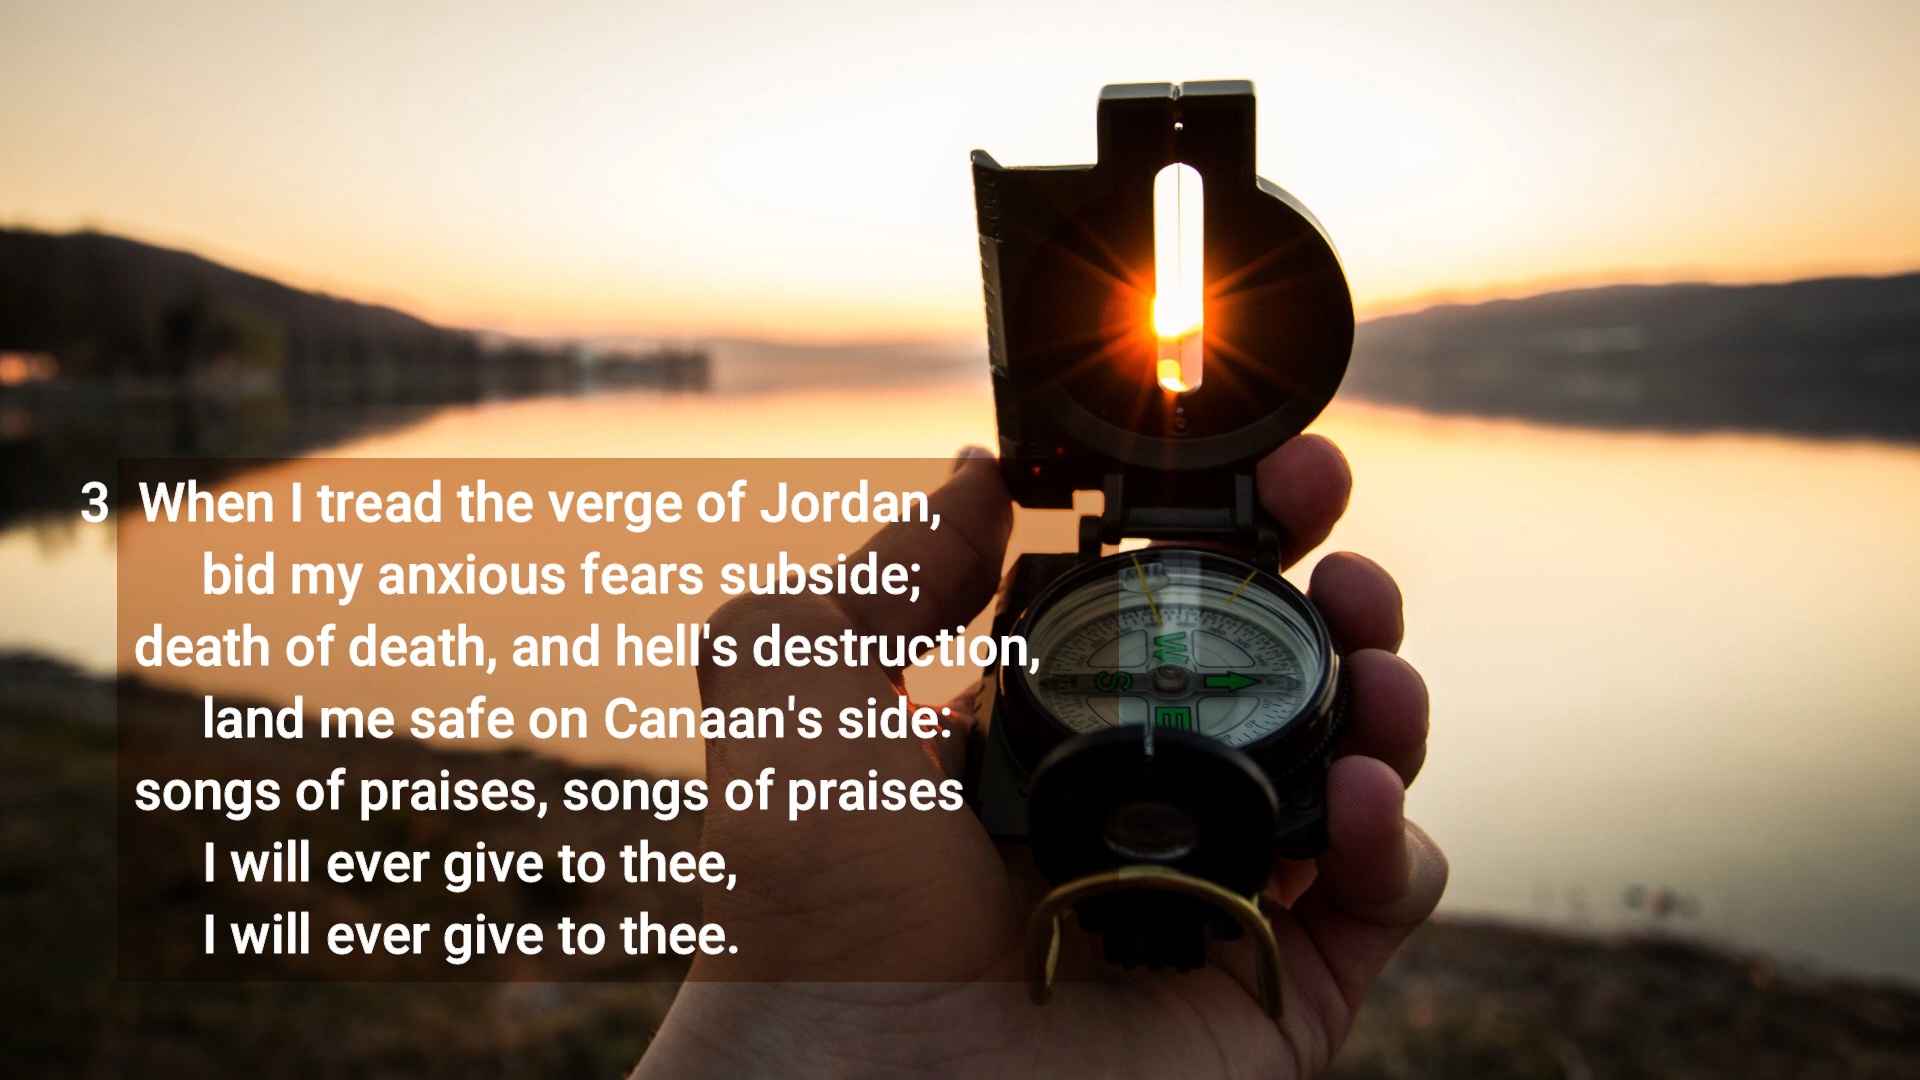 3 When I tread the verge of Jordan,
bid my anxious fears subside;
death of death, and hell's destruction,
land me safe on Canaan's side:
songs of praises, songs of praises
I will ever give to thee,
I will ever give to thee.
W
S
E